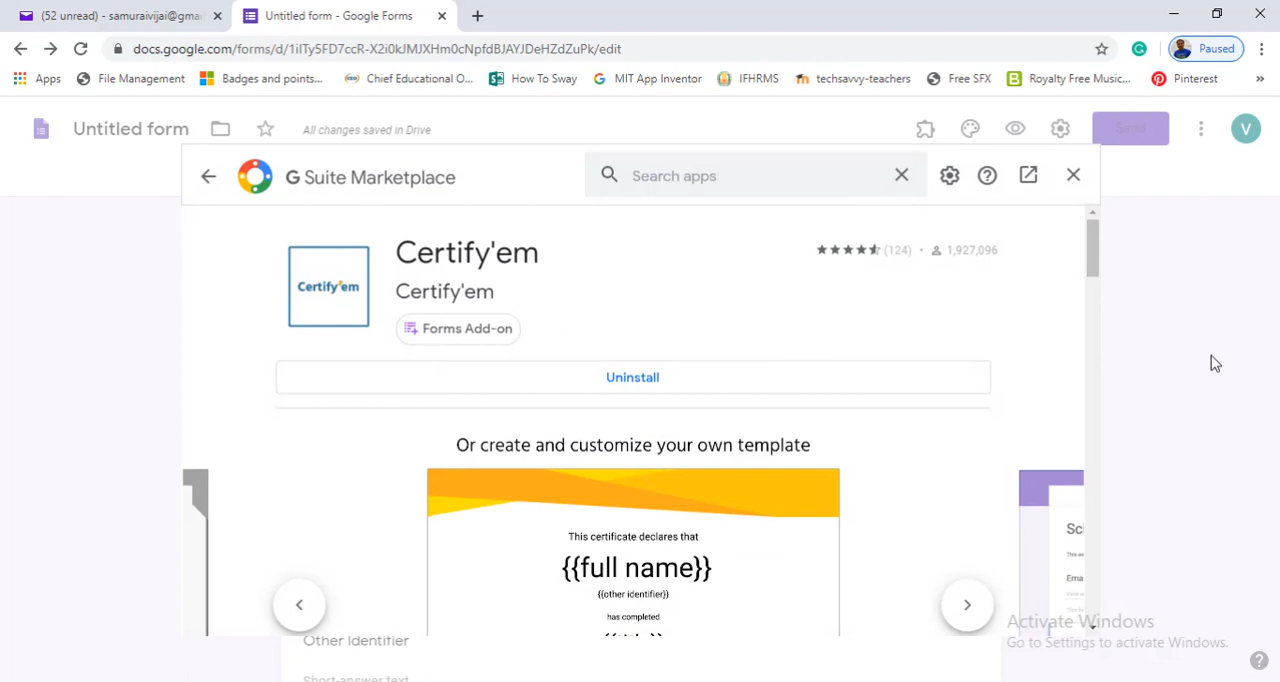 (52 unread) - samuraivijai@gmai
Untitled form - Google Forms
docs.google.com/forms/d/1ilTy5FD7ccR-X2i0kJMJXHm0cNpfdBJAYJDeHZdZuPk/edit
Paused
Apps File Management Badges and points... Chief Educational O... How To Sway MIT App Inventor IFHRMS techsavvy-teachers Free SFX Royalty Free Music... Pinterest »
Untitled form
All changes saved in Drive
Send
V
G Suite Marketplace
Search apps
Certify'em
(124) · 1,927,096
Certify'em
Certify'em
Forms Add-on
Uninstall
Or create and customize your own template
This certificate declares that
{{full name}}
{{other identifier}}
has completed
Sc
Ema
Activate Windows
Go to Settings to activate Windows.
Other Identifier
Short-answer text